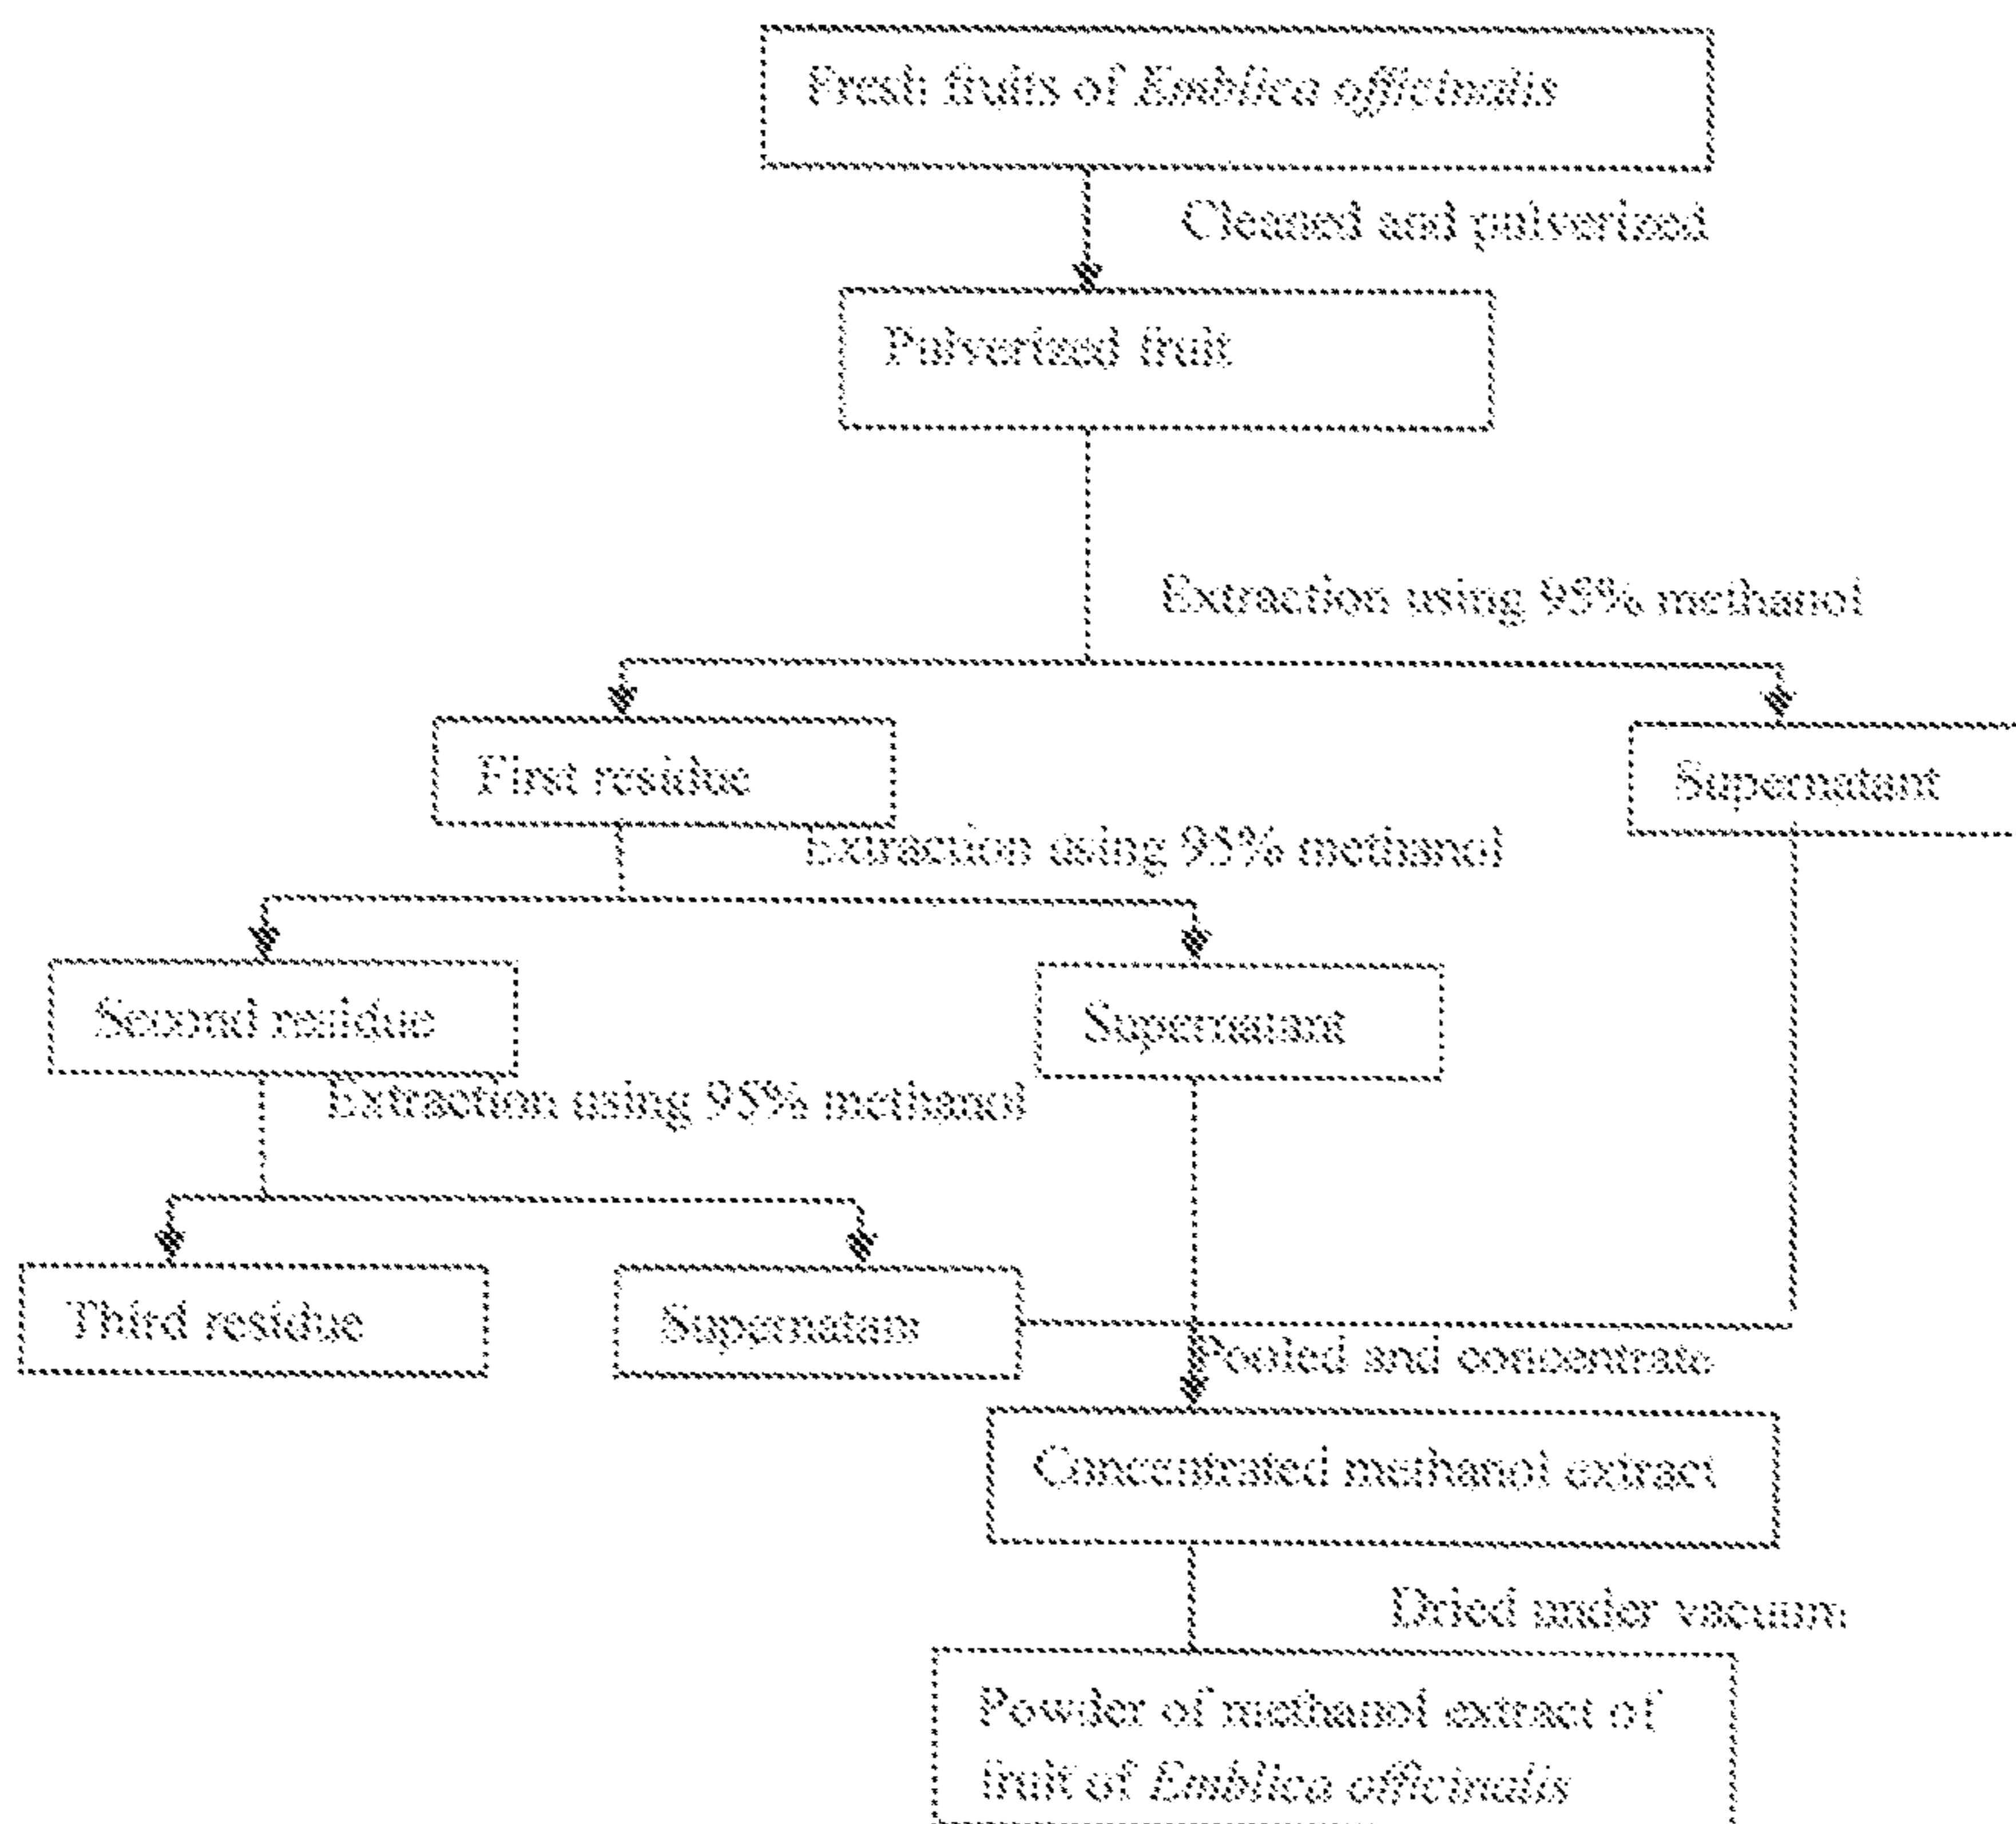 Fresh fruits of Emblica officinalis
Cleaned and pulverized
Pulverized fruit
Extraction using 95% methanol
First residue
Supernatant
Extraction using 95% methanol
Second residue
Supernatant
Extraction using 95% methanol
Third residue
Supernatant
Pooled and concentrate
Concentrated methanol extract
Dried under vacuum
Powder of methanol extract of
fruit of Emblica officinalis